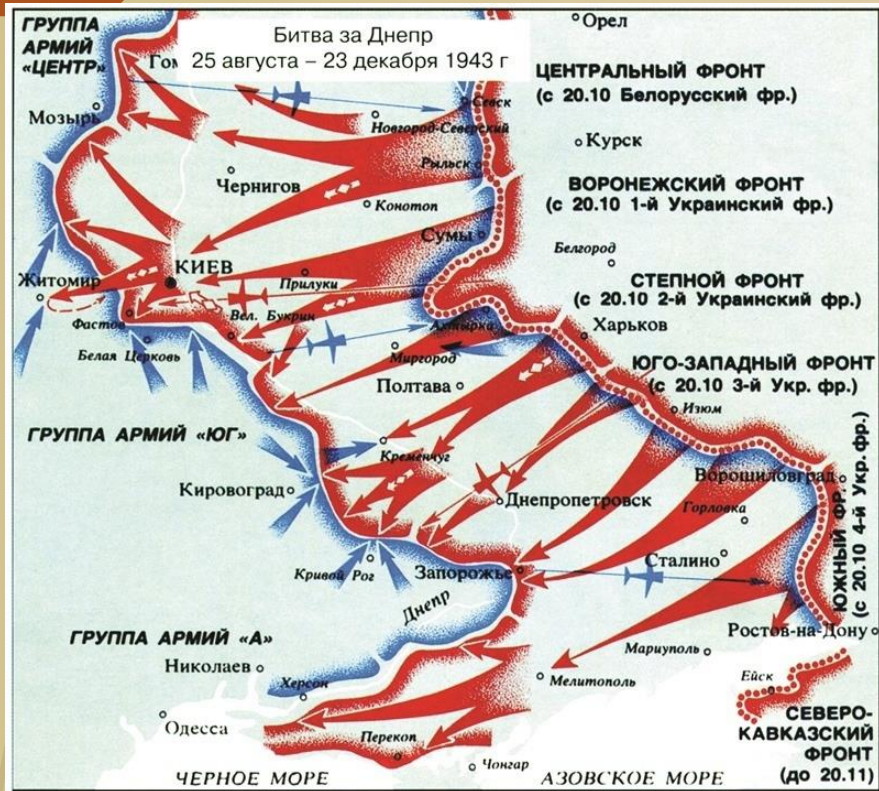 ГРУППА
АРМИЙ
«ЦЕНТР»
Битва за Днепр
25 августа – 23 декабря 1943 г
Орел
ЦЕНТРАЛЬНЫЙ ФРОНТ
(с 20.10 Белорусский фр.)
Мозырь
Севск
Новгород-Северский
Курск
Рыльск
Чернигов
ВОРОНЕЖСКИЙ ФРОНТ
(с 20.10 1-й Украинский фр.)
Конотоп
Сумы
Белгород
КИЕВ
Житомир
Прилуки
СТЕПНОЙ ФРОНТ
(с 20.10 2-й Украинский фр.)
Фастов
Вел. Букрин
Ахтырка
Харьков
Белая Церковь
Миргород
ЮГО-ЗАПАДНЫЙ ФРОНТ
(с 20.10 3-й Укр. фр.)
Полтава
Изюм
ГРУППА АРМИЙ «ЮГ»
Кременчуг
Ворошиловград
Кировоград
Днепропетровск
Горловка
ЮЖНЫЙ ФР.
(с 20.10 4-й Укр. фр.)
Сталино
Кривой Рог
Запорожье
Днепр
Ростов-на-Дону
ГРУППА АРМИЙ «А»
Мариуполь
Николаев
Мелитополь
Ейск
Херсон
СЕВЕРО-
КАВКАЗСКИЙ
ФРОНТ
(до 20.11)
Одесса
Перекоп
Чонгар
ЧЕРНОЕ МОРЕ
АЗОВСКОЕ МОРЕ